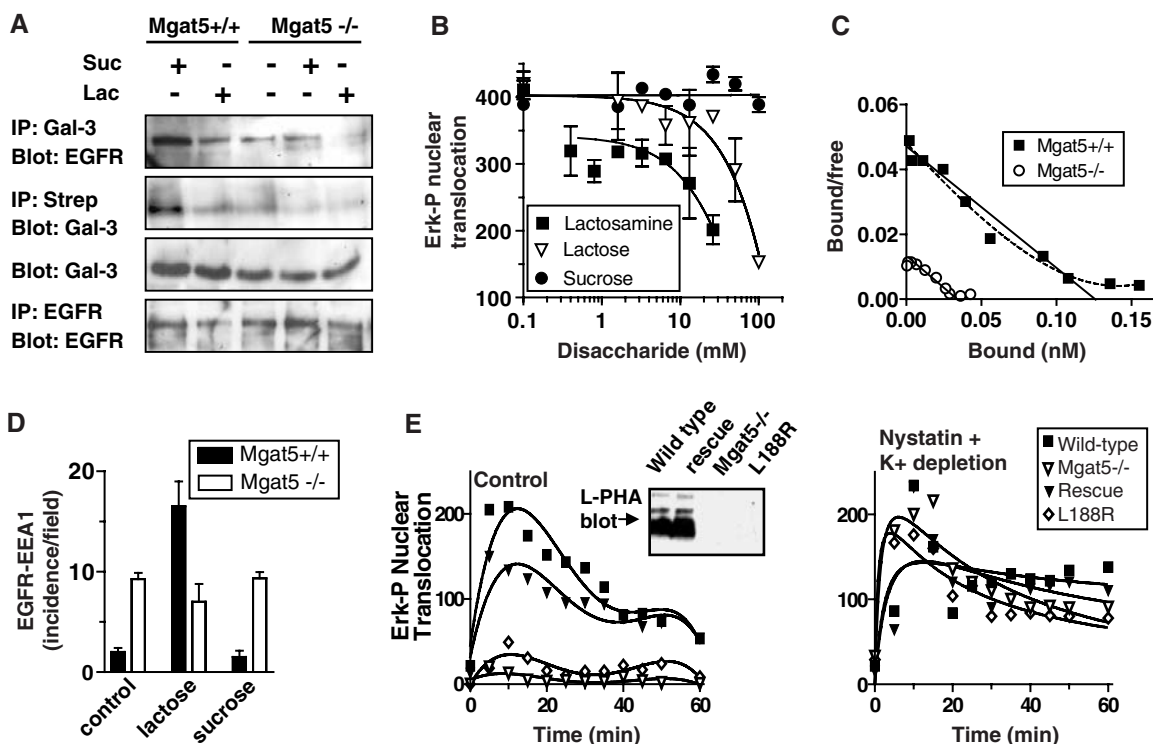 A
Mgat5+/+ Mgat5 -/-
Suc + - - + -
Lac - + - - +
IP: Gal-3
Blot: EGFR
IP: Strep
Blot: Gal-3
Blot: Gal-3
IP: EGFR
Blot: EGFR
B
Erk-P nuclear
translocation
400
300
200
100
Lactosamine
Lactose
Sucrose
0.1 1 10 100
Disaccharide (mM)
C
Bound/free
0.06
0.04
0.02
0.00
Mgat5+/+
Mgat5-/-
0.00 0.05 0.10 0.15
Bound (nM)
D
EGFR-EEA1
(incidence/field)
20
10
0
Mgat5+/+
Mgat5 -/-
control
lactose
sucrose
E
Erk-P Nuclear
Translocation
Control
200
100
0
Wild type
rescue
Mgat5-/-
L188R
L-PHA
blot
0 20 40 60
Time (min)
Nystatin +
K+ depletion
200
100
0
Wild-type
Mgat5-/-
Rescue
L188R
0 20 40 60
Time (min)